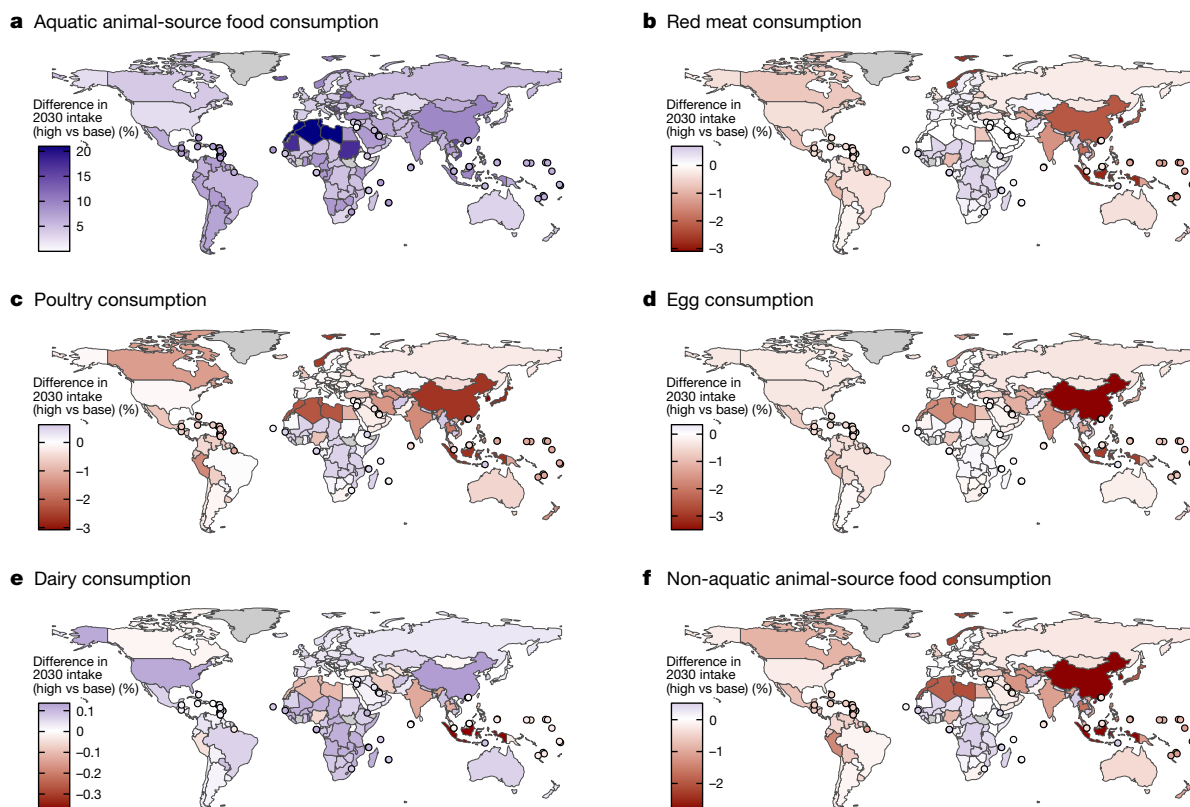 a Aquatic animal-source food consumption
Difference in
2030 intake
(high vs base) (%)
20
15
10
5
b Red meat consumption
Difference in
2030 intake
(high vs base) (%)
0
−1
−2
−3
c Poultry consumption
Difference in
2030 intake
(high vs base) (%)
0
−1
−2
−3
d Egg consumption
Difference in
2030 intake
(high vs base) (%)
0
−1
−2
−3
e Dairy consumption
Difference in
2030 intake
(high vs base) (%)
0.1
0
−0.1
−0.2
−0.3
f Non-aquatic animal-source food consumption
Difference in
2030 intake
(high vs base) (%)
0
−1
−2